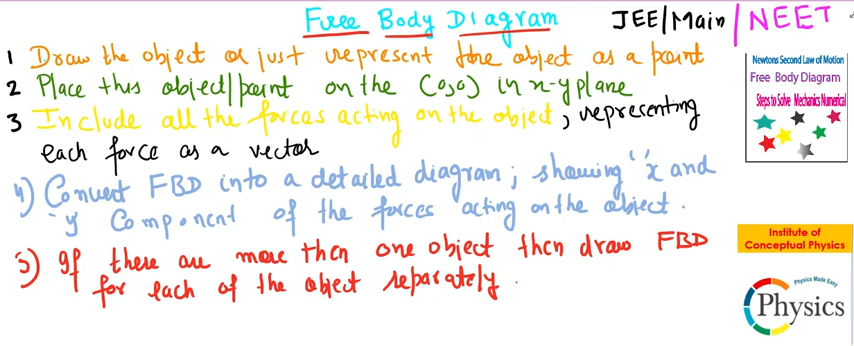 Free Body Diagram
JEE/Main/NEET
1 Draw the object or just represent the object as a point
2 Place this object/point on the (0,0) in x-y plane
3 Include all the forces acting on the object, representing
each force as a vector
4) Convert FBD into a detailed diagram; showing 'x and
y component of the forces acting on the object.
5) If there are more then one object then draw FBD
for each of the object separately.
Newtons Second Law of Motion
Free Body Diagram
Steps to Solve Mechanics Numerical
Institute of
Conceptual Physics
Physics Made Easy
Physics